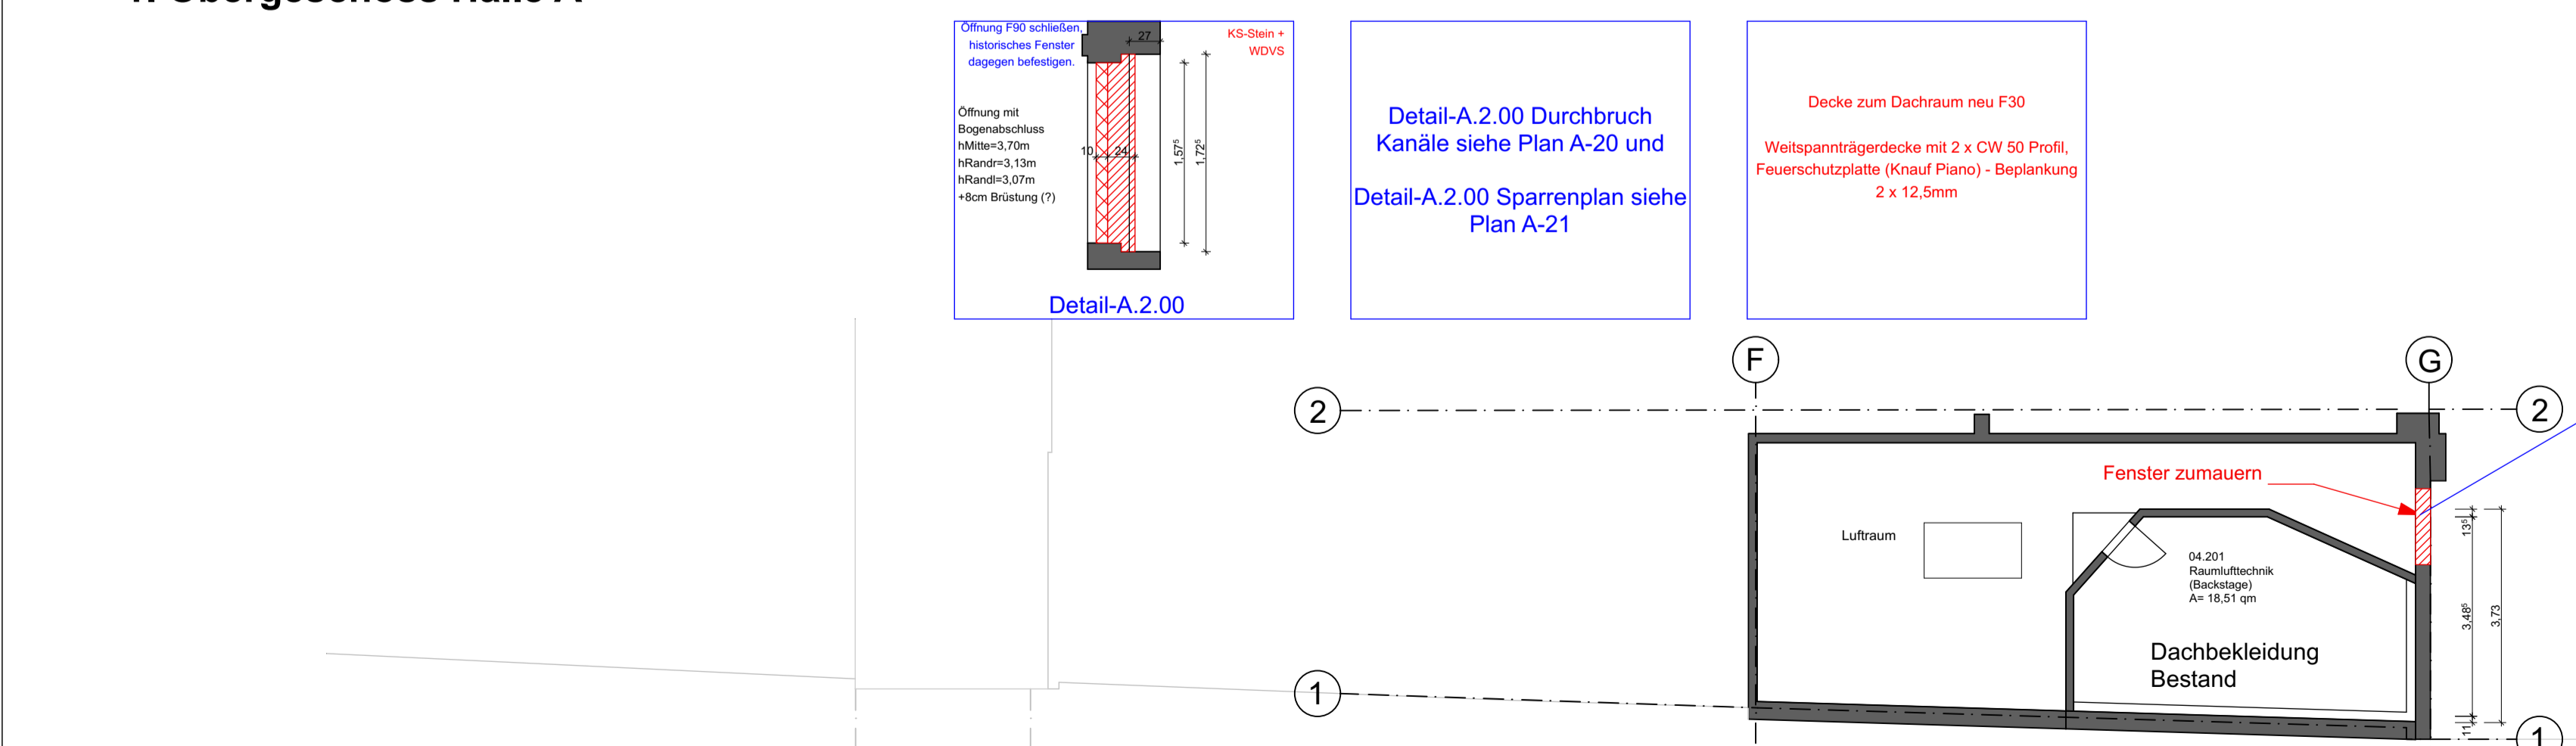 1. Obergeschoss Halle A
Öffnung F90 schließen,
historisches Fenster
dagegen befestigen.
27
KS-Stein +
WDVS
Öffnung mit
Bogenabschluss
hMitte=3,70m
hRandr=3,13m
hRandl=3,07m
+8cm Brüstung (?)
10
24
1,57⁵
1,72⁵
Detail-A.2.00
Detail-A.2.00 Durchbruch
Kanäle siehe Plan A-20 und
Detail-A.2.00 Sparrenplan siehe
Plan A-21
Decke zum Dachraum neu F30
Weitspannträgerdecke mit 2 x CW 50 Profil,
Feuerschutzplatte (Knauf Piano) - Beplankung
2 x 12,5mm
F
G
2
2
Fenster zumauern
Luftraum
04.201
Raumlufttechnik
(Backstage)
A= 18,51 qm
13⁵
3,48⁵
3,73
Dachbekleidung
Bestand
1
11
1